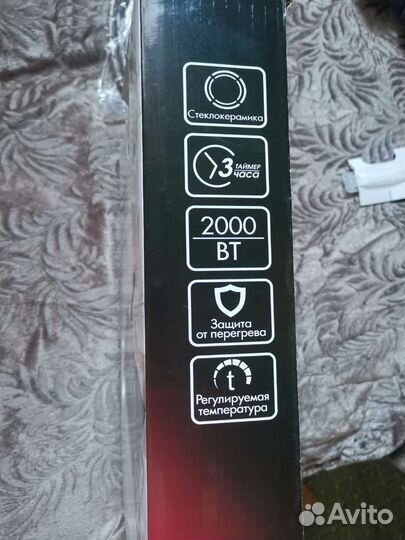 Стеклокерамика
3 ТАЙМЕР
часа
2000
ВТ
Защита
от перегрева
t
Регулируемая
температура
Avito